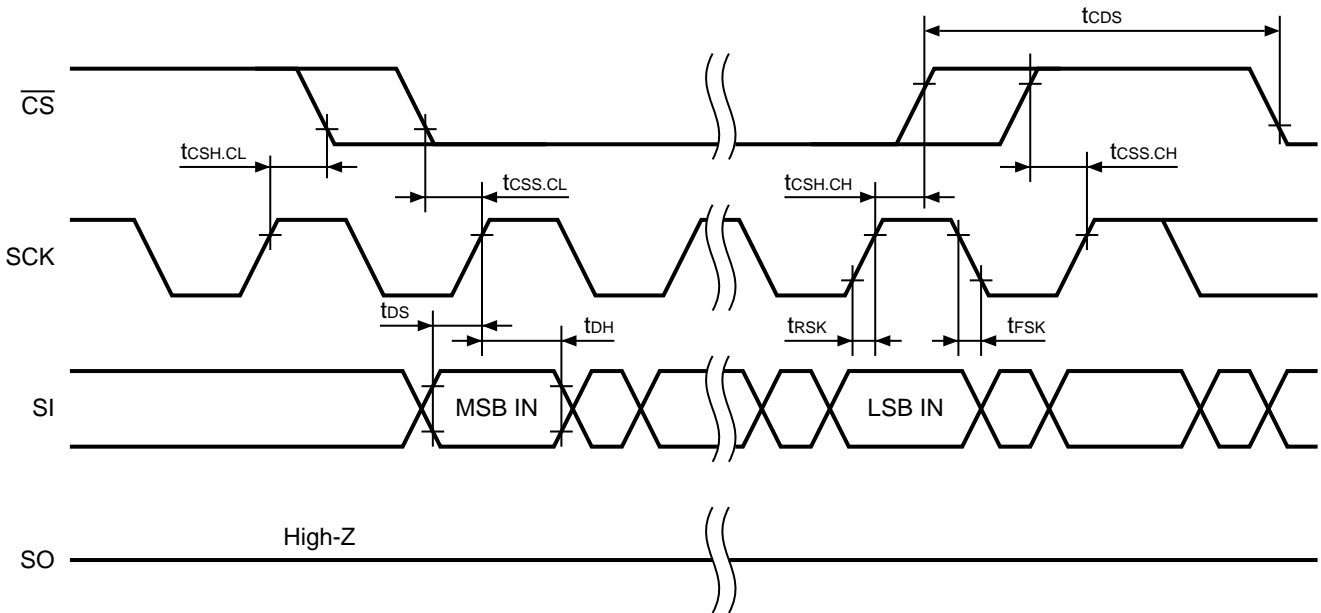 tCDS
CS
tCSH.CL
tCSS.CL
tCSH.CH
tCSS.CH
SCK
tDS
tDH
tRSK
tFSK
SI
MSB IN
LSB IN
High-Z
SO